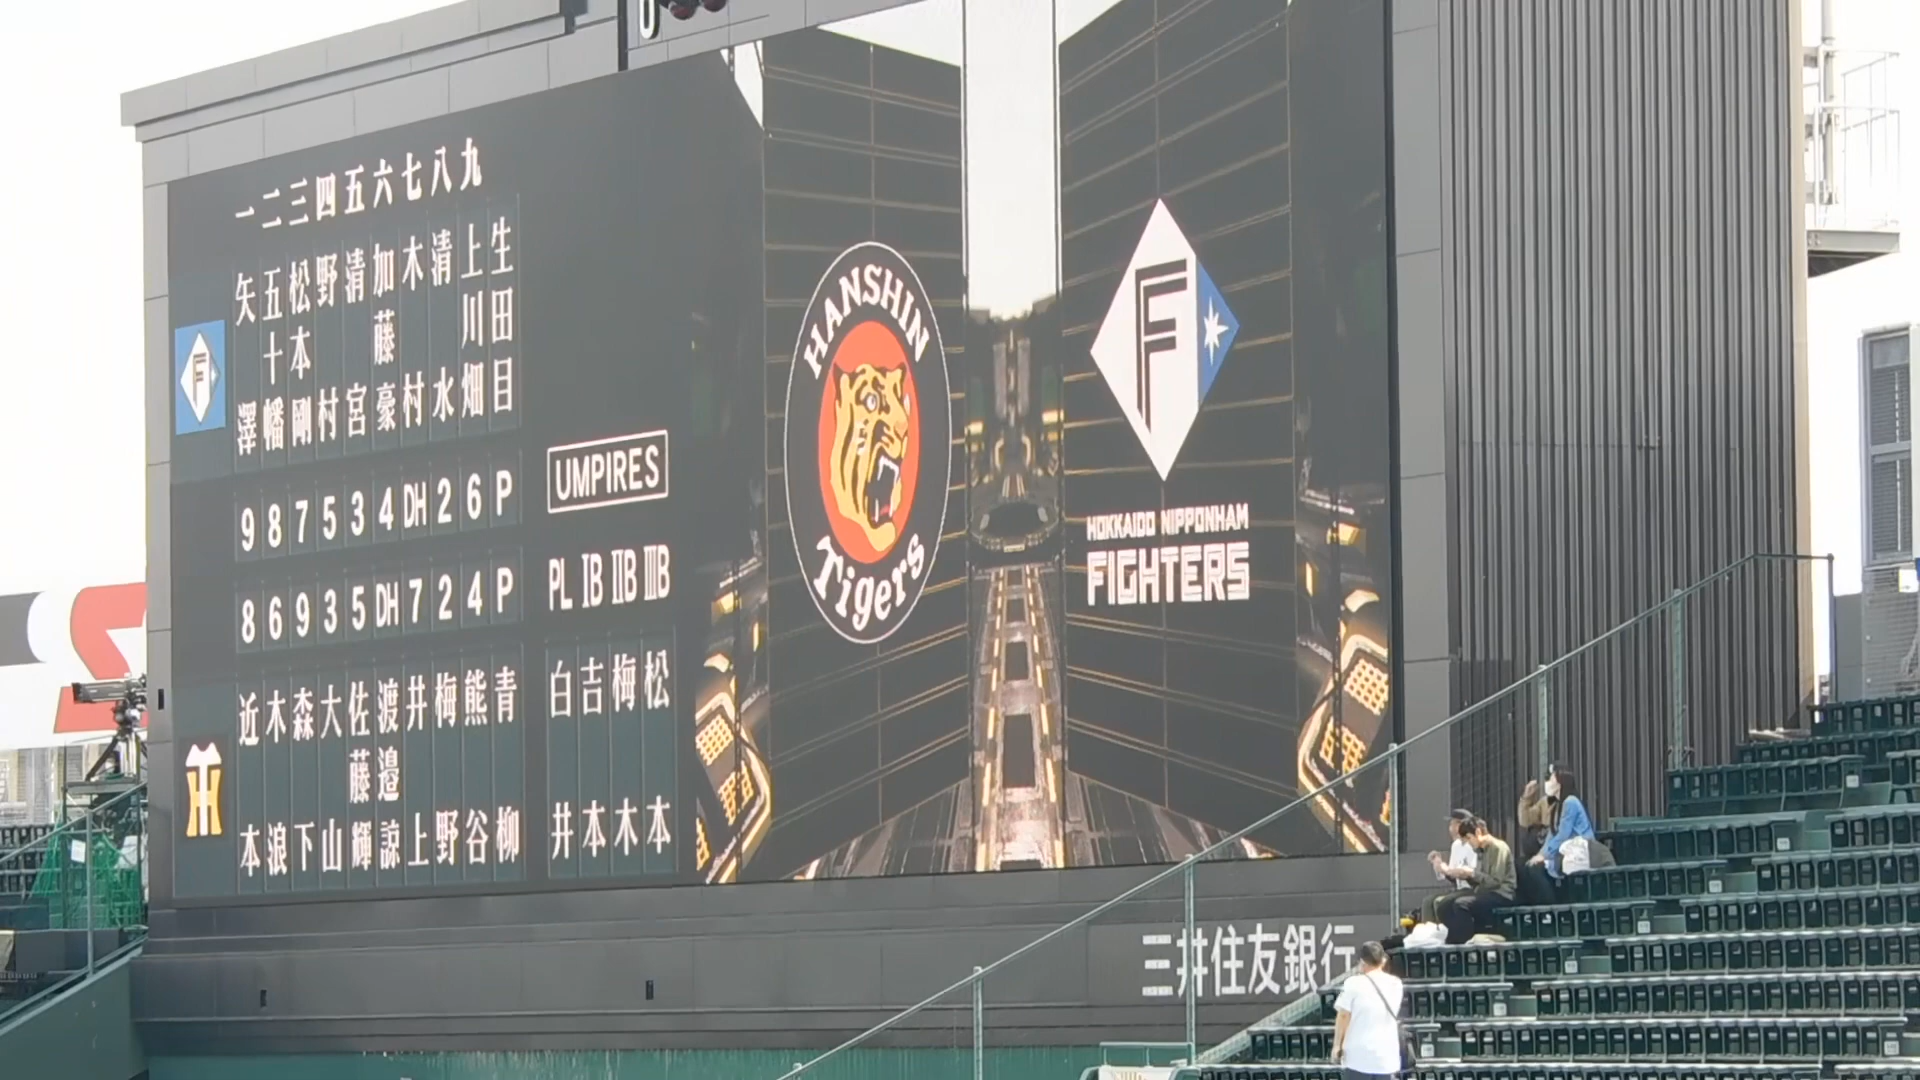 一二三四五六七八九
矢澤
五十幡
松本剛
野村
清宮
加藤豪
木村
清水
上川畑
生田目
9 8 7 5 3 4 DH 2 6 P
8 6 9 3 5 DH 7 2 4 P
近本
木浪
森下
大山
佐藤輝
渡邉諒
井上
梅野
熊谷
青柳
UMPIRES
PL ⅠB ⅡB ⅢB
白井
吉本
梅木
松本
HANSHIN
Tigers
F
HOKKAIDO NIPPONHAM
FIGHTERS
三井住友銀行